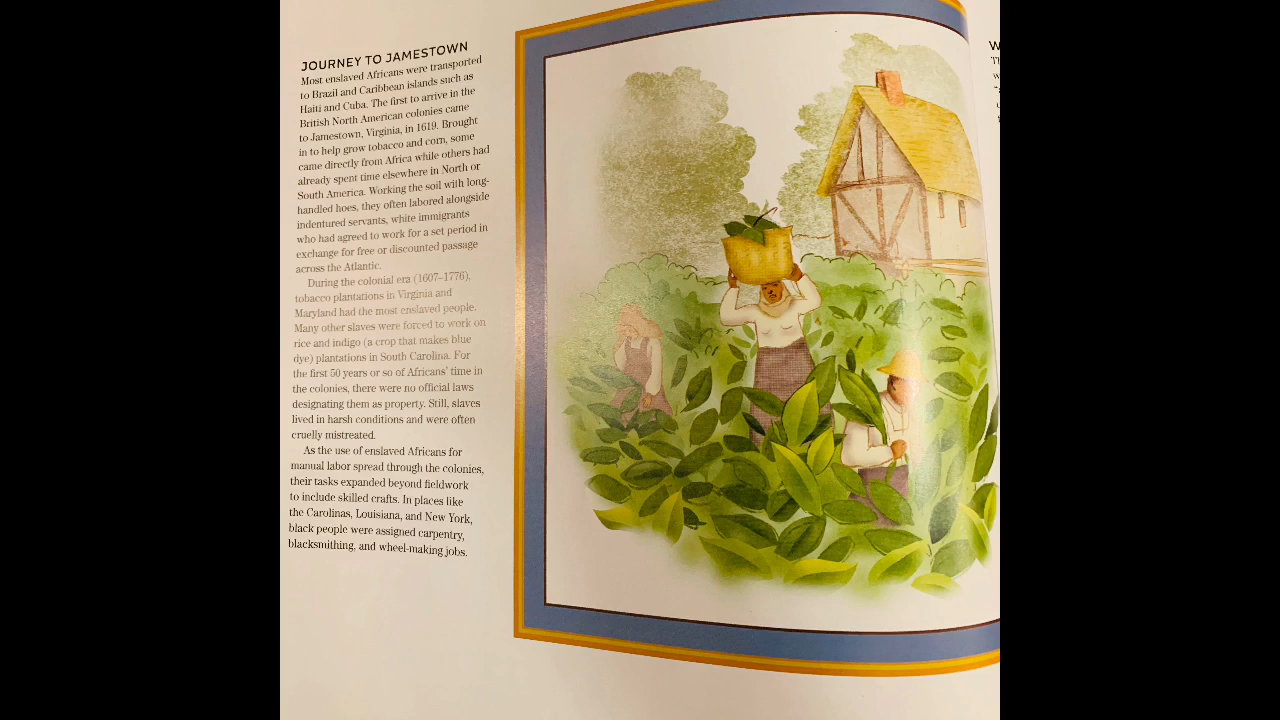 JOURNEY TO JAMESTOWN
Most enslaved Africans were transported
to Brazil and Caribbean islands such as
Haiti and Cuba. The first to arrive in the
British North American colonies came
to Jamestown, Virginia, in 1619. Brought
in to help grow tobacco and corn, some
came directly from Africa while others had
already spent time elsewhere in North or
South America. Working the soil with long-
handled hoes, they often labored alongside
indentured servants, white immigrants
who had agreed to work for a set period in
exchange for free or discounted passage
across the Atlantic.
During the colonial era (1607–1776),
tobacco plantations in Virginia and
Maryland had the most enslaved people.
Many other slaves were forced to work on
rice and indigo (a crop that makes blue
dye) plantations in South Carolina. For
the first 50 years or so of Africans' time in
the colonies, there were no official laws
designating them as property. Still, slaves
lived in harsh conditions and were often
cruelly mistreated.
As the use of enslaved Africans for
manual labor spread through the colonies,
their tasks expanded beyond fieldwork
to include skilled crafts. In places like
the Carolinas, Louisiana, and New York,
black people were assigned carpentry,
blacksmithing, and wheel-making jobs.